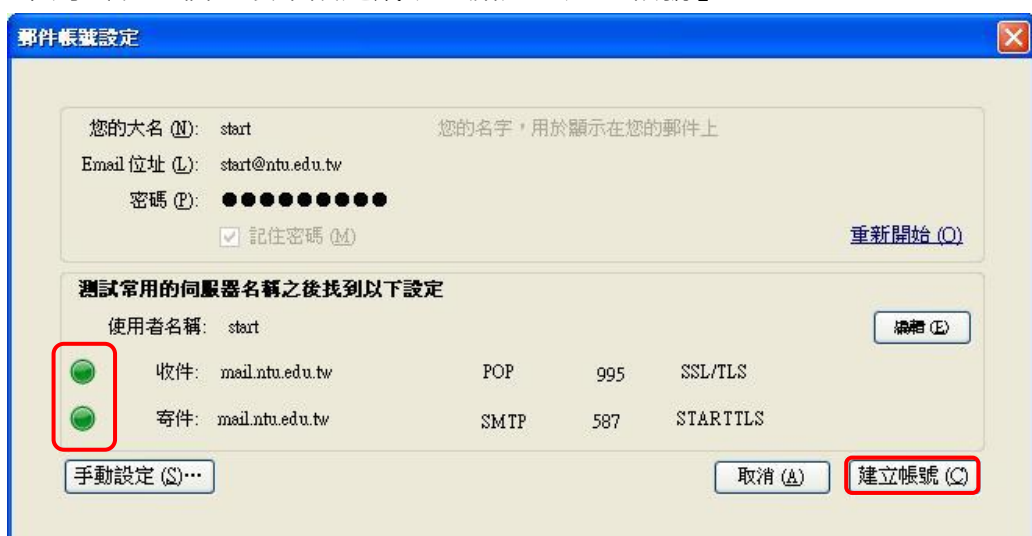 郵件帳號設定
您的大名 (N): start 您的名字，用於顯示在您的郵件上
Email 位址 (L): start@ntu.edu.tw
密碼 (P): ●●●●●●●●●
記住密碼 (M)
重新開始 (O)
測試常用的伺服器名稱之後找到以下設定
使用者名稱: start
編輯 (E)
收件: mail.ntu.edu.tw POP 995 SSL/TLS
寄件: mail.ntu.edu.tw SMTP 587 STARTTLS
手動設定 (S)… 取消 (A) 建立帳號 (C)